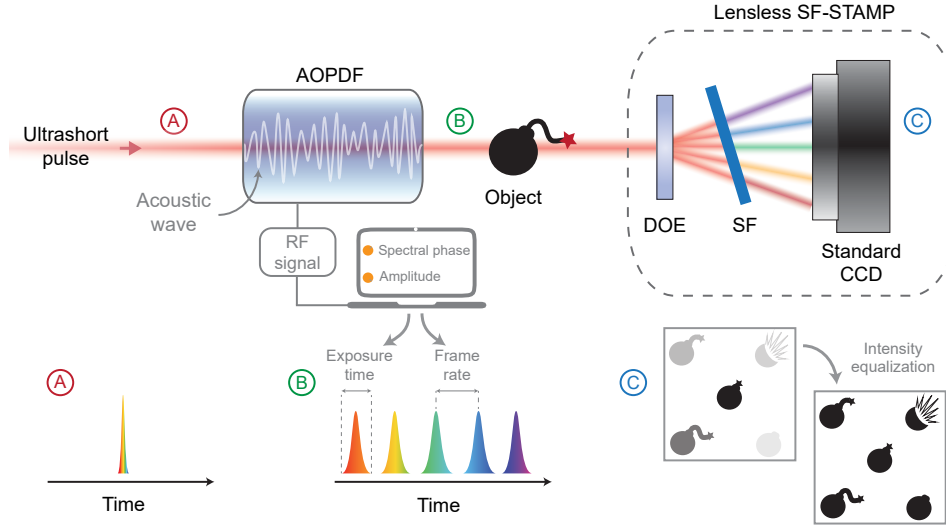 Lensless SF-STAMP
AOPDF
A
B
C
Ultrashort
pulse
Acoustic
wave
Object
DOE
SF
Standard
CCD
RF
signal
Spectral phase
Amplitude
Exposure
time
Frame
rate
A
B
C
Intensity
equalization
Time
Time